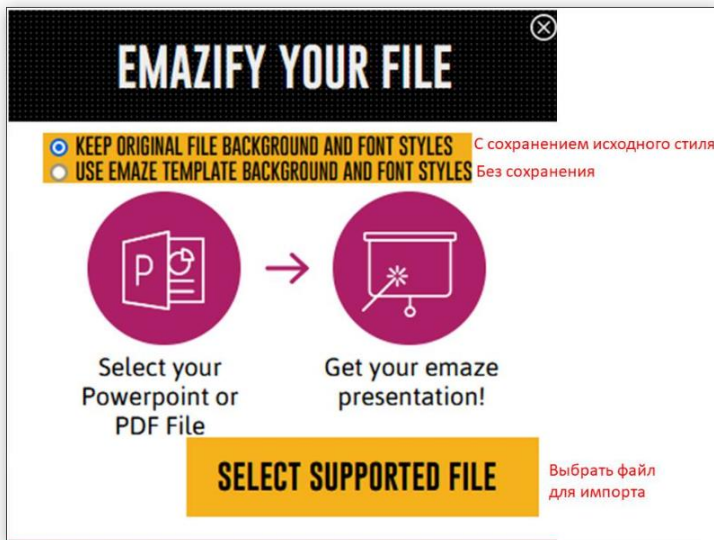 EMAZIFY YOUR FILE
KEEP ORIGINAL FILE BACKGROUND AND FONT STYLES С сохранением исходного стиля
USE EMAZE TEMPLATE BACKGROUND AND FONT STYLES Без сохранения
P
Select your
Powerpoint or
PDF File
Get your emaze
presentation!
SELECT SUPPORTED FILE
Выбрать файл
для импорта